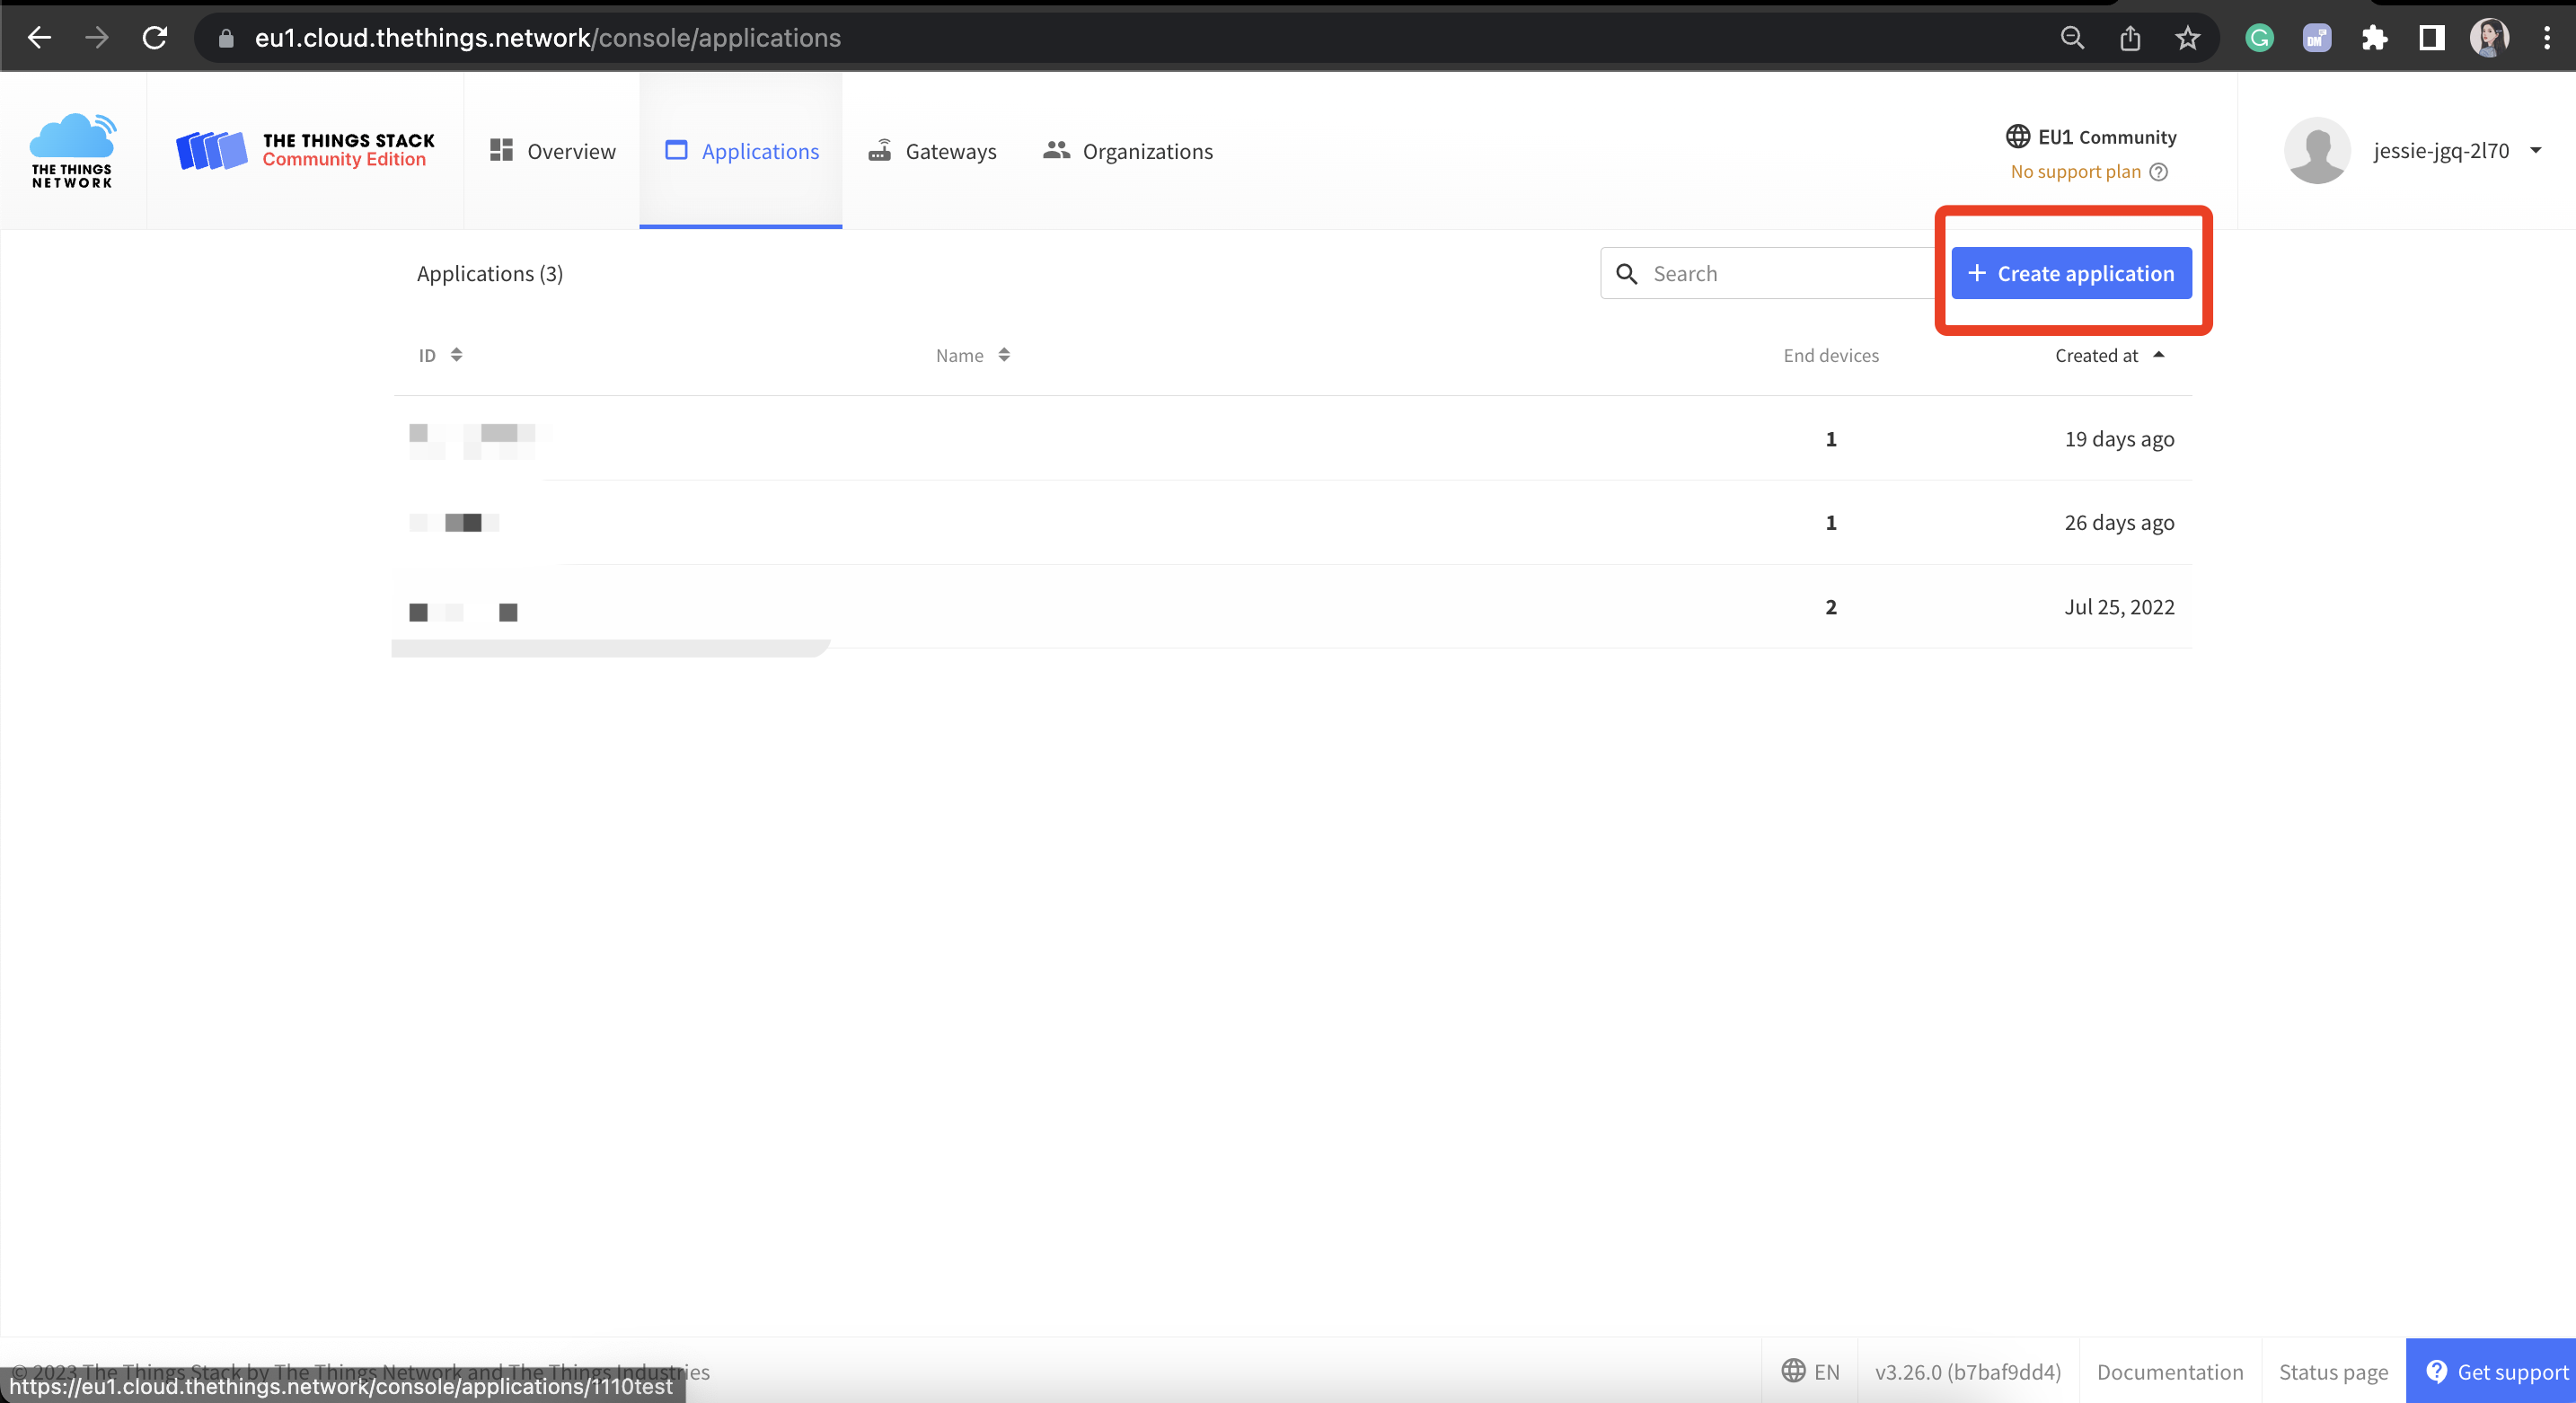 eu1.cloud.thethings.network/console/applications
THE THINGS NETWORK
THE THINGS STACK
Community Edition
Overview
Applications
Gateways
Organizations
EU1 Community
No support plan
jessie-jgq-2l70
Applications (3)
Search
+ Create application
ID
Name
End devices
Created at
1
19 days ago
1
26 days ago
2
Jul 25, 2022
© 2023 The Things Stack by The Things Network and The Things Industries
https://eu1.cloud.thethings.network/console/applications/1110test
EN
v3.26.0 (b7baf9dd4)
Documentation
Status page
Get support